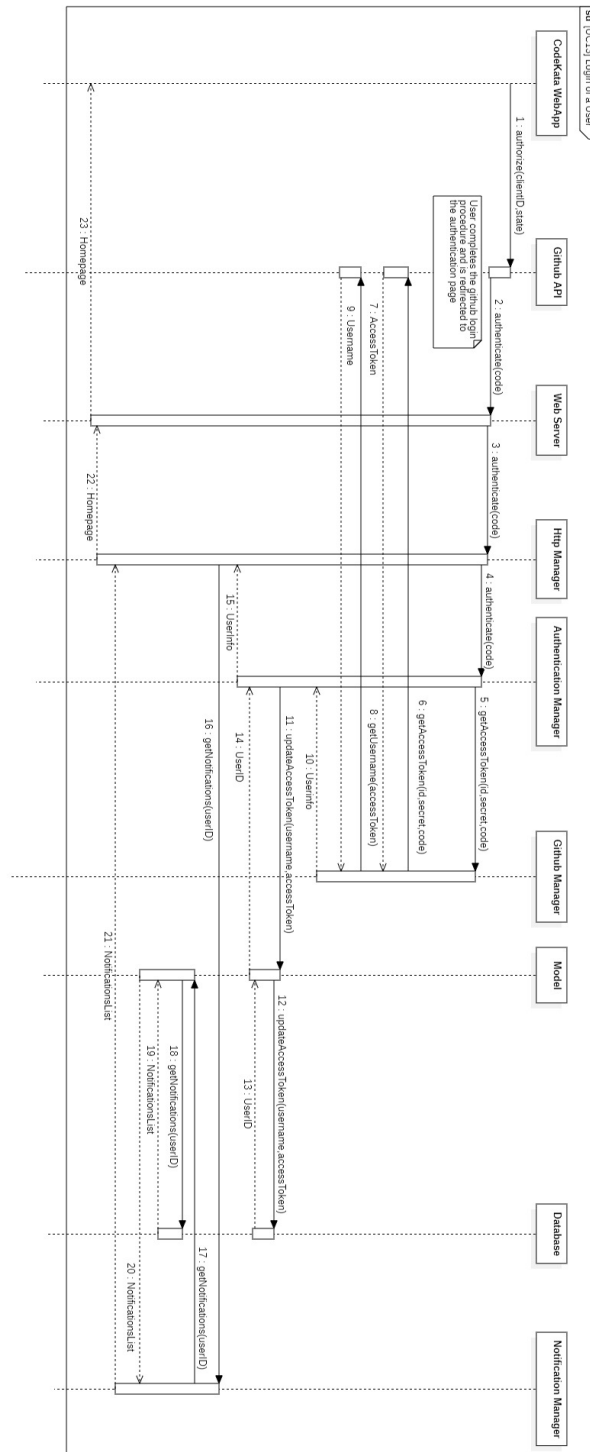 CodeKata WebApp
Github API
Web Server
Http Manager
Authentication Manager
Github Manager
Model
Database
Notification Manager
1 : authorize(clientID,state)
User completes the github login
procedure and is redirected to
the authentication page
2 : authenticate(code)
3 : authenticate(code)
4 : authenticate(code)
5 : getAccessToken(id,secret,code)
6 : getAccessToken(id,secret,code)
7 : AccessToken
8 : getUsername(accessToken)
9 : Username
10 : Userinfo
11 : updateAccessToken(username,accessToken)
12 : updateAccessToken(username,accessToken)
13 : UserID
14 : UserID
15 : UserInfo
16 : getNotifications(userID)
17 : getNotifications(userID)
18 : getNotifications(userID)
19 : NotificationsList
20 : NotificationsList
21 : NotificationsList
22 : Homepage
23 : Homepage